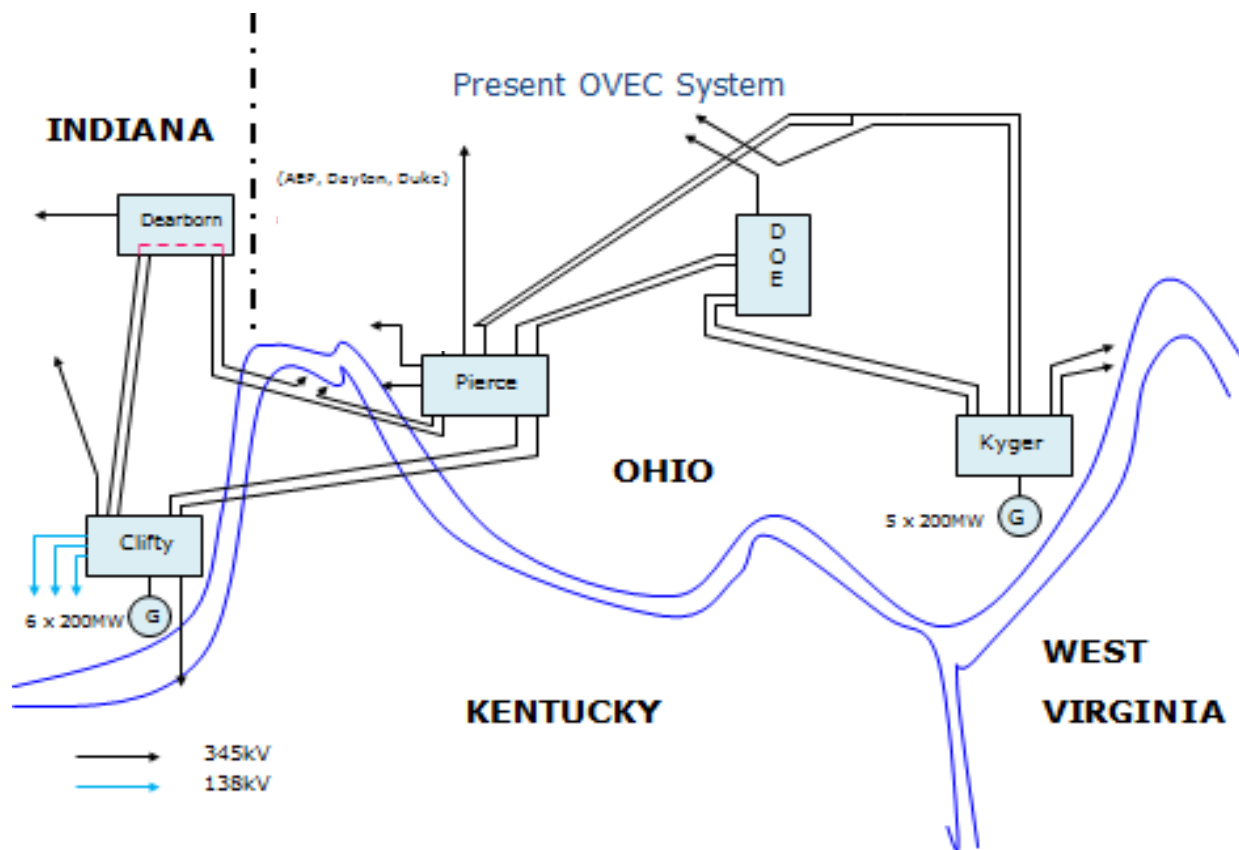 Present OVEC System
INDIANA
(AEP, Dayton, Duke)
Dearborn
D
O
E
Pierce
Kyger
OHIO
5 x 200MW
G
Clifty
6 x 200MW
G
WEST
VIRGINIA
KENTUCKY
345kV
138kV